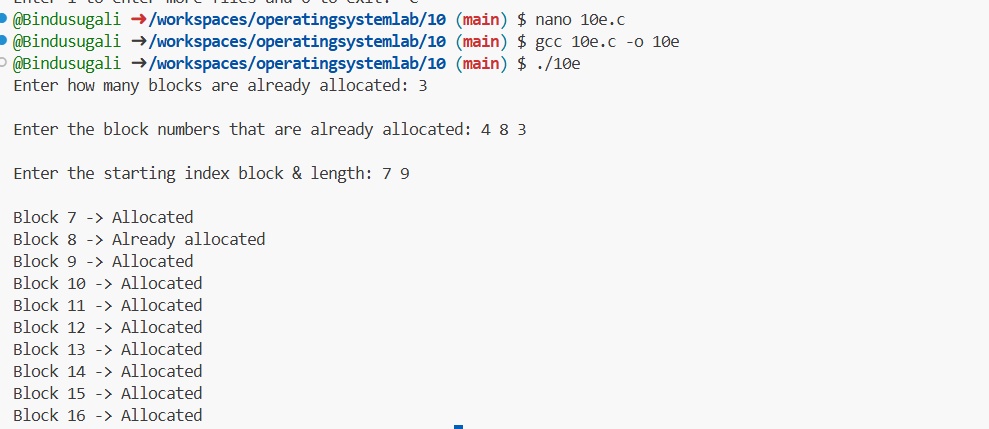 Enter 1 to enter more files and 0 to exit: ^C
@Bindusugali ➜/workspaces/operatingsystemlab/10 (main) $ nano 10e.c
@Bindusugali ➜/workspaces/operatingsystemlab/10 (main) $ gcc 10e.c -o 10e
@Bindusugali ➜/workspaces/operatingsystemlab/10 (main) $ ./10e
Enter how many blocks are already allocated: 3
Enter the block numbers that are already allocated: 4 8 3
Enter the starting index block & length: 7 9
Block 7 -> Allocated
Block 8 -> Already allocated
Block 9 -> Allocated
Block 10 -> Allocated
Block 11 -> Allocated
Block 12 -> Allocated
Block 13 -> Allocated
Block 14 -> Allocated
Block 15 -> Allocated
Block 16 -> Allocated